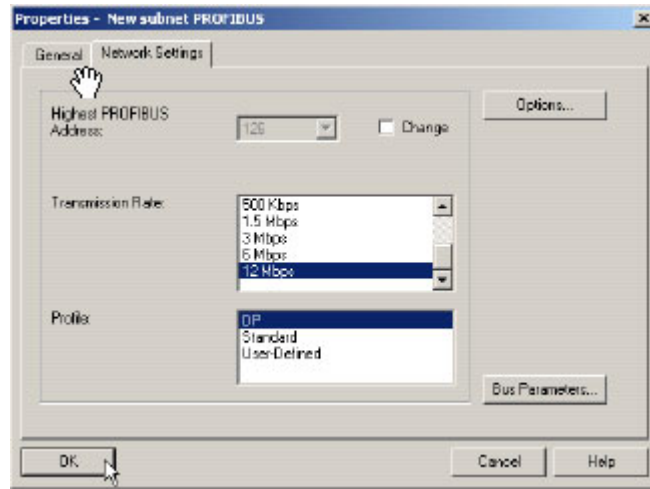 Properties - New subnet PROFIBUS
General
Network Settings
Highest PROFIBUS
Address:
126
Change
Options...
Transmission Rate:
500 Kbps
1.5 Mbps
3 Mbps
6 Mbps
12 Mbps
Profile:
DP
Standard
User-Defined
Bus Parameters...
OK
Cancel
Help